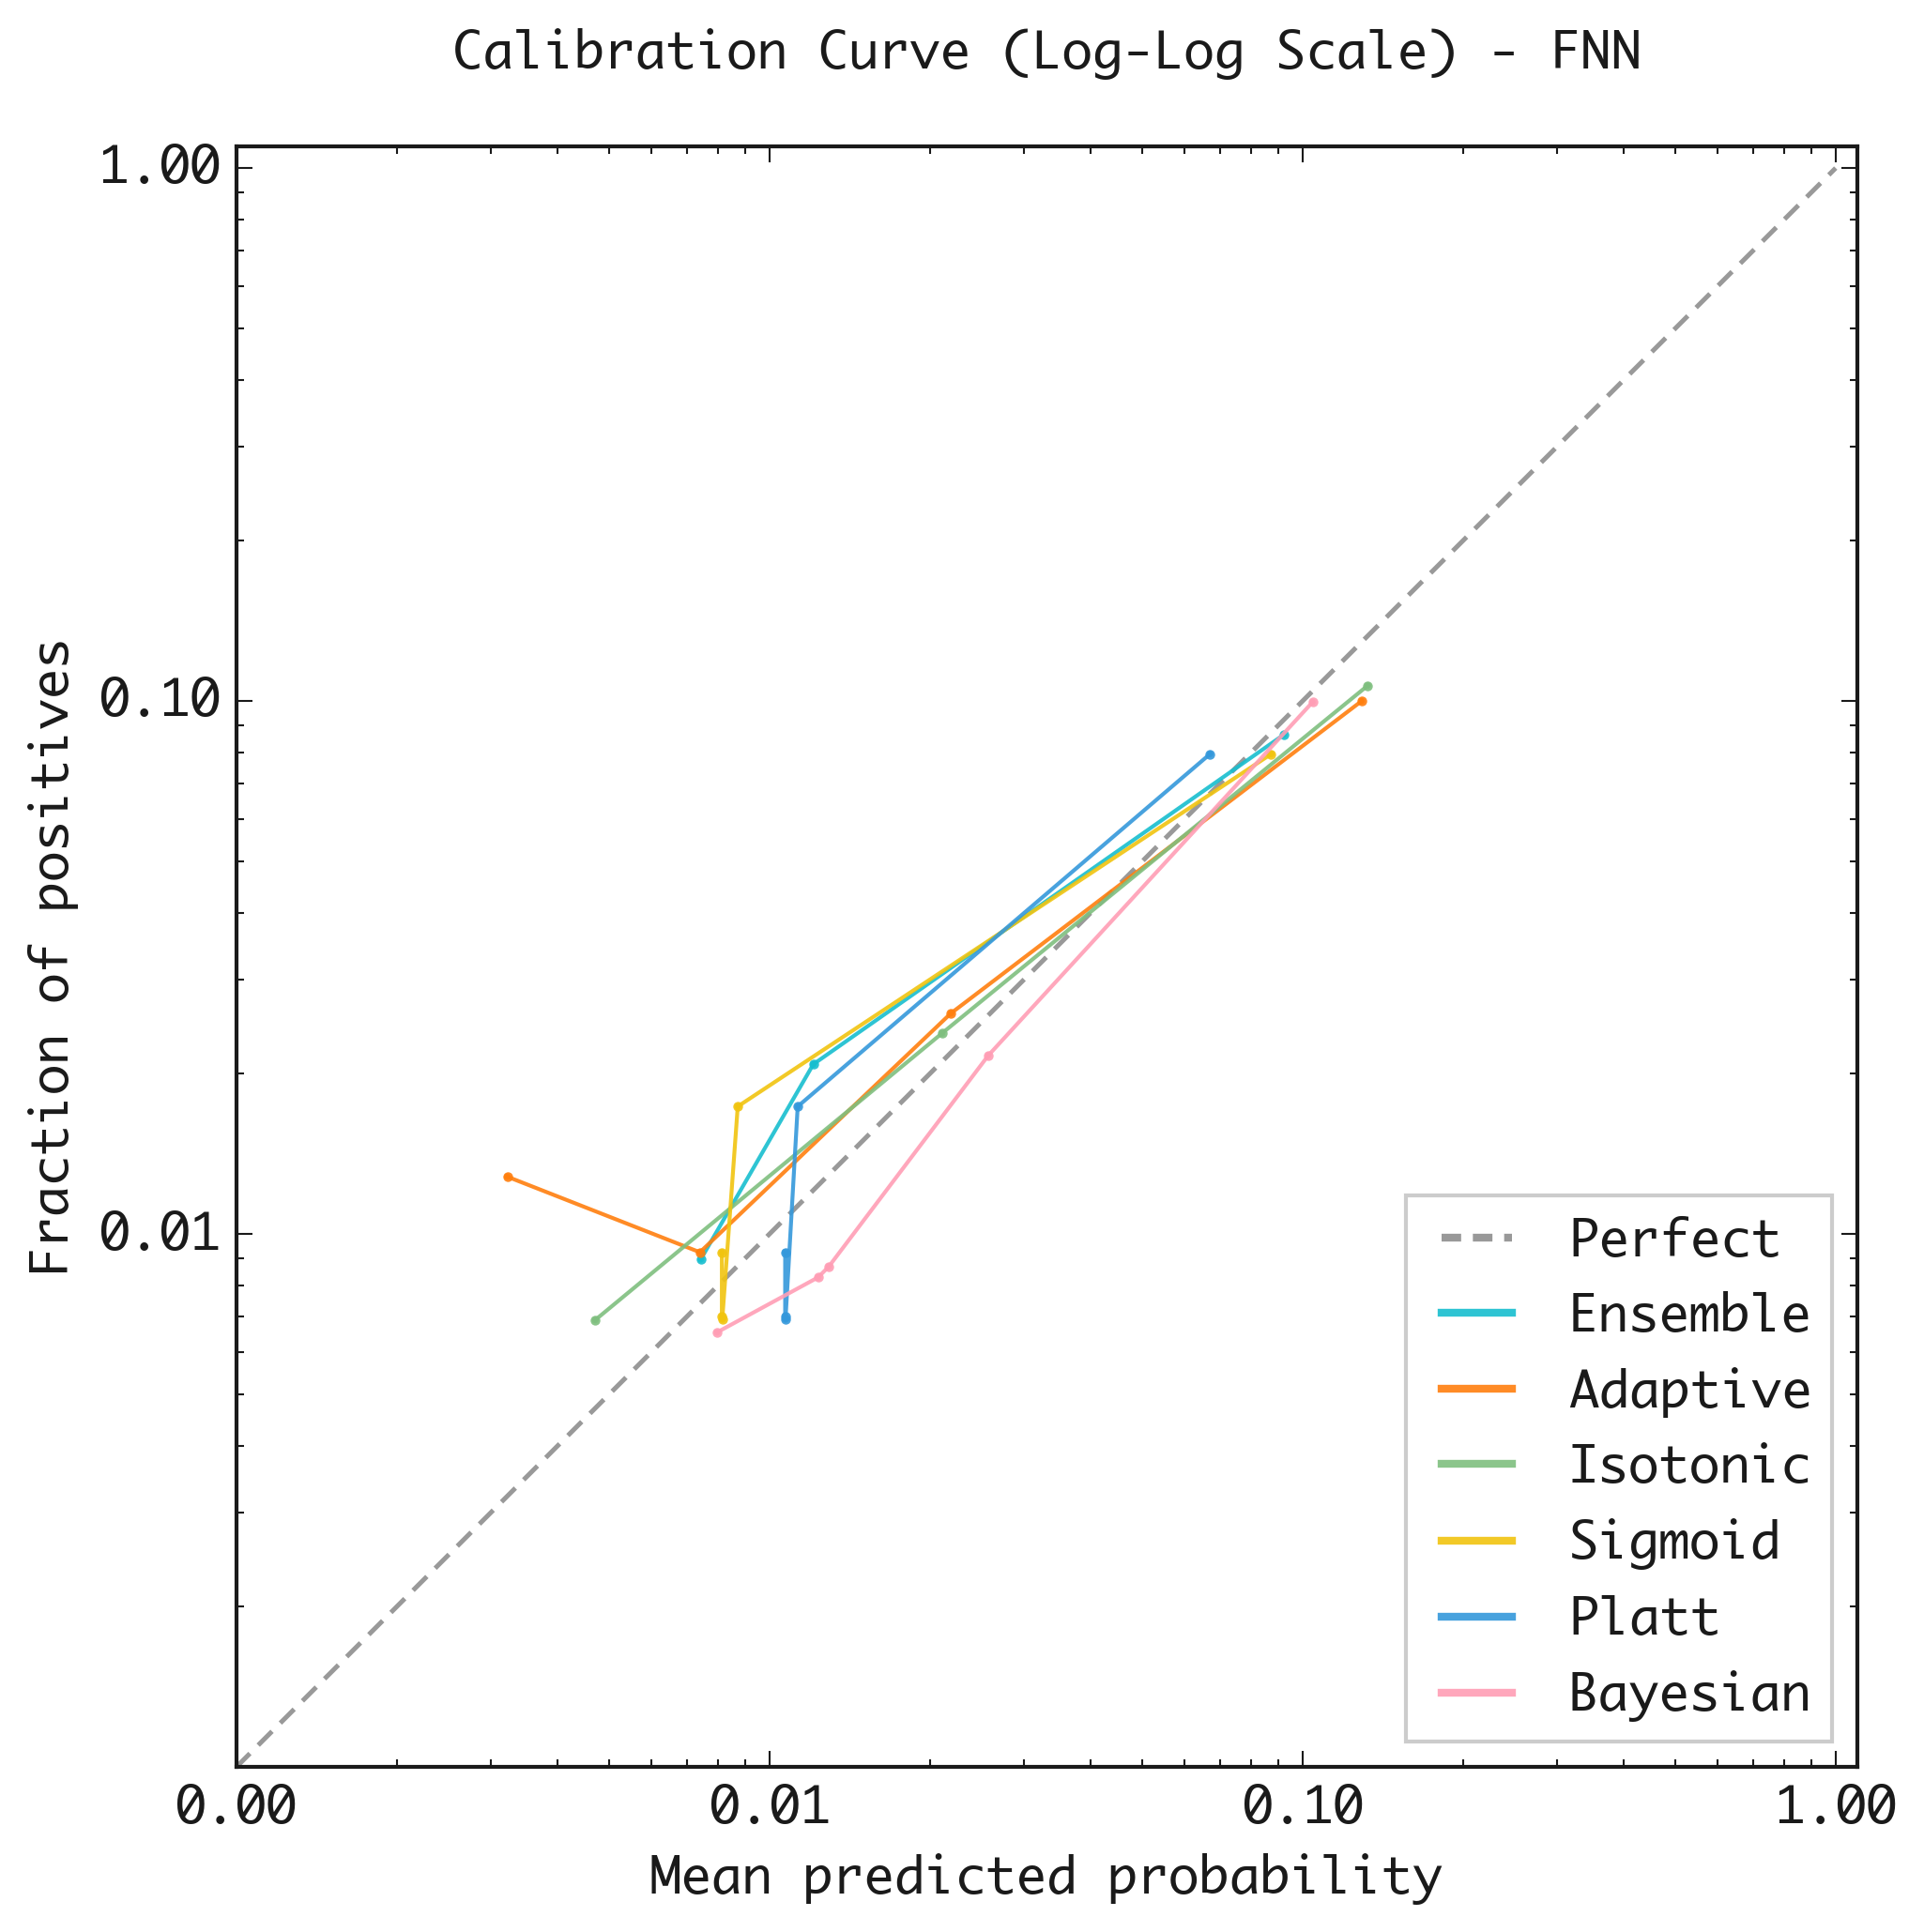 Calibration Curve (Log-Log Scale) - FNN
1.00
0.10
0.01
Fraction of positives
Perfect
Ensemble
Adaptive
Isotonic
Sigmoid
Platt
Bayesian
0.00 0.01 0.10 1.00
Mean predicted probability